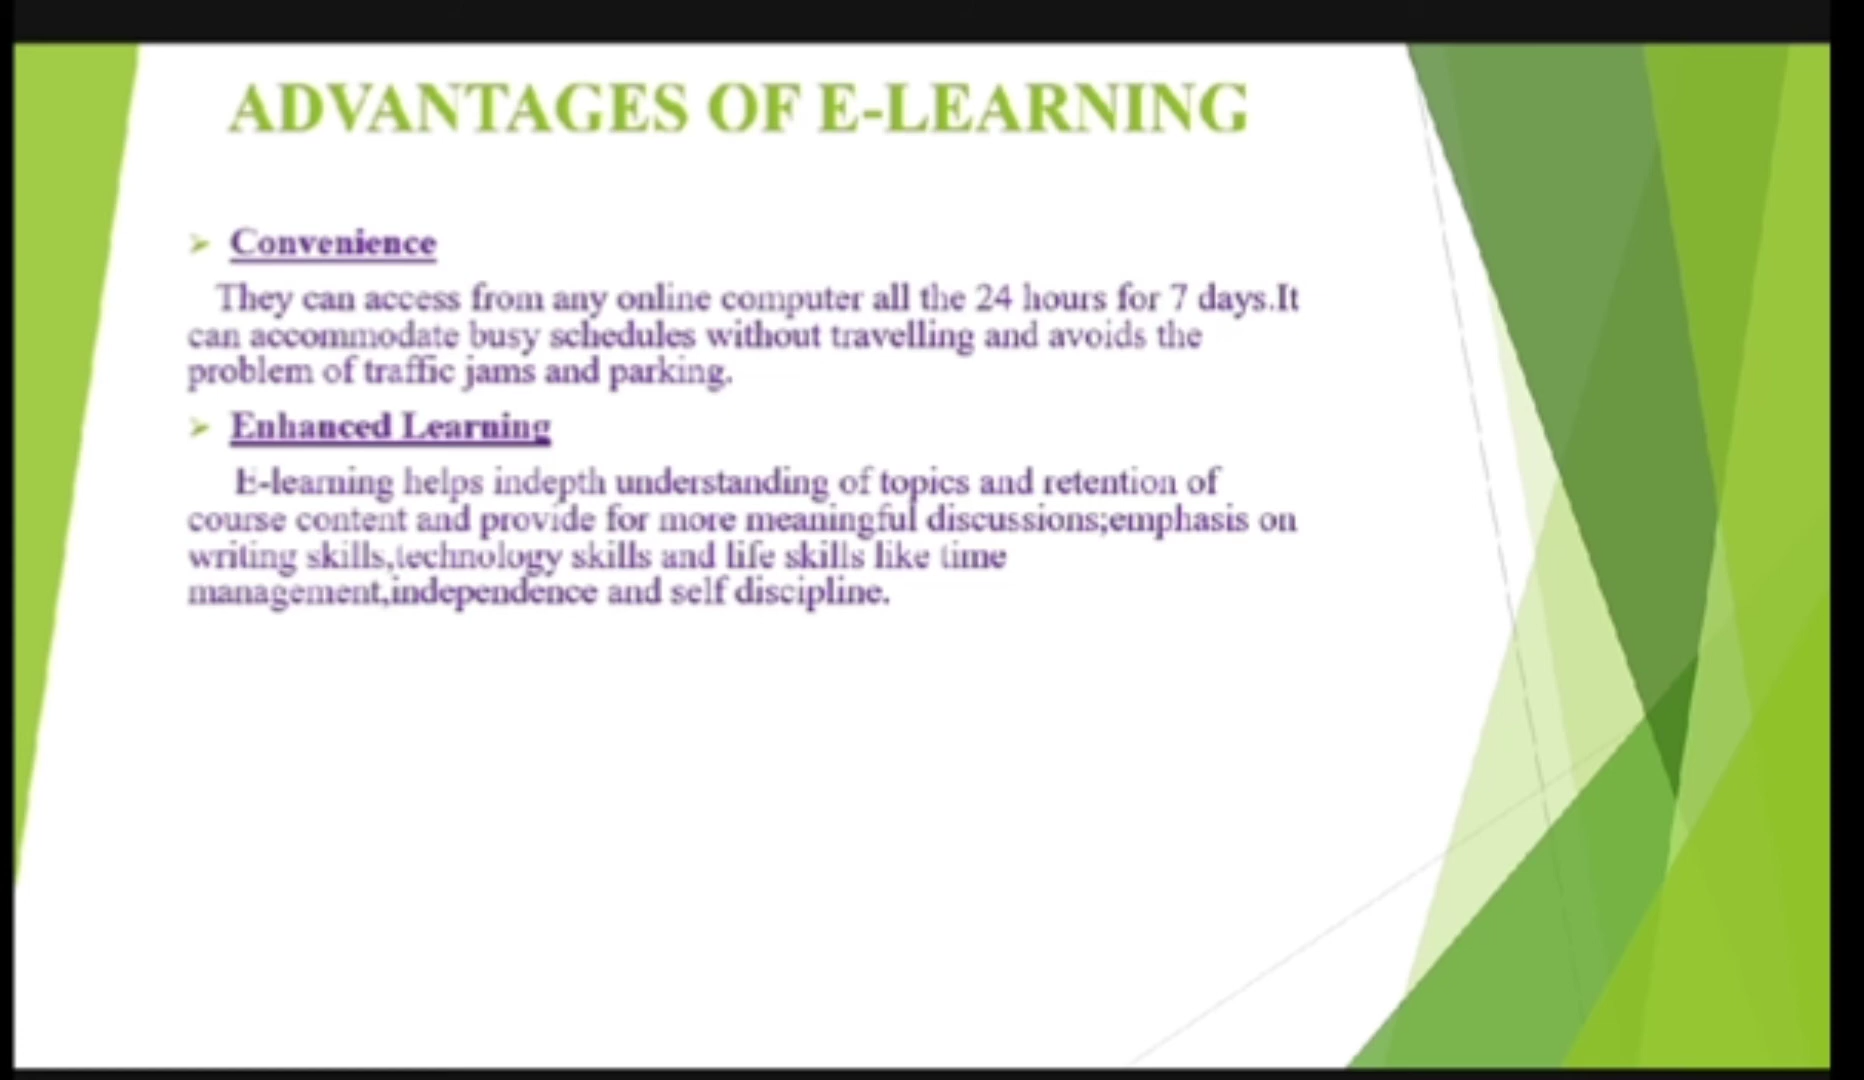 ADVANTAGES OF E-LEARNING
Convenience
They can access from any online computer all the 24 hours for 7 days.It
can accommodate busy schedules without travelling and avoids the
problem of traffic jams and parking.
Enhanced Learning
E-learning helps indepth understanding of topics and retention of
course content and provide for more meaningful discussions;emphasis on
writing skills,technology skills and life skills like time
management,independence and self discipline.